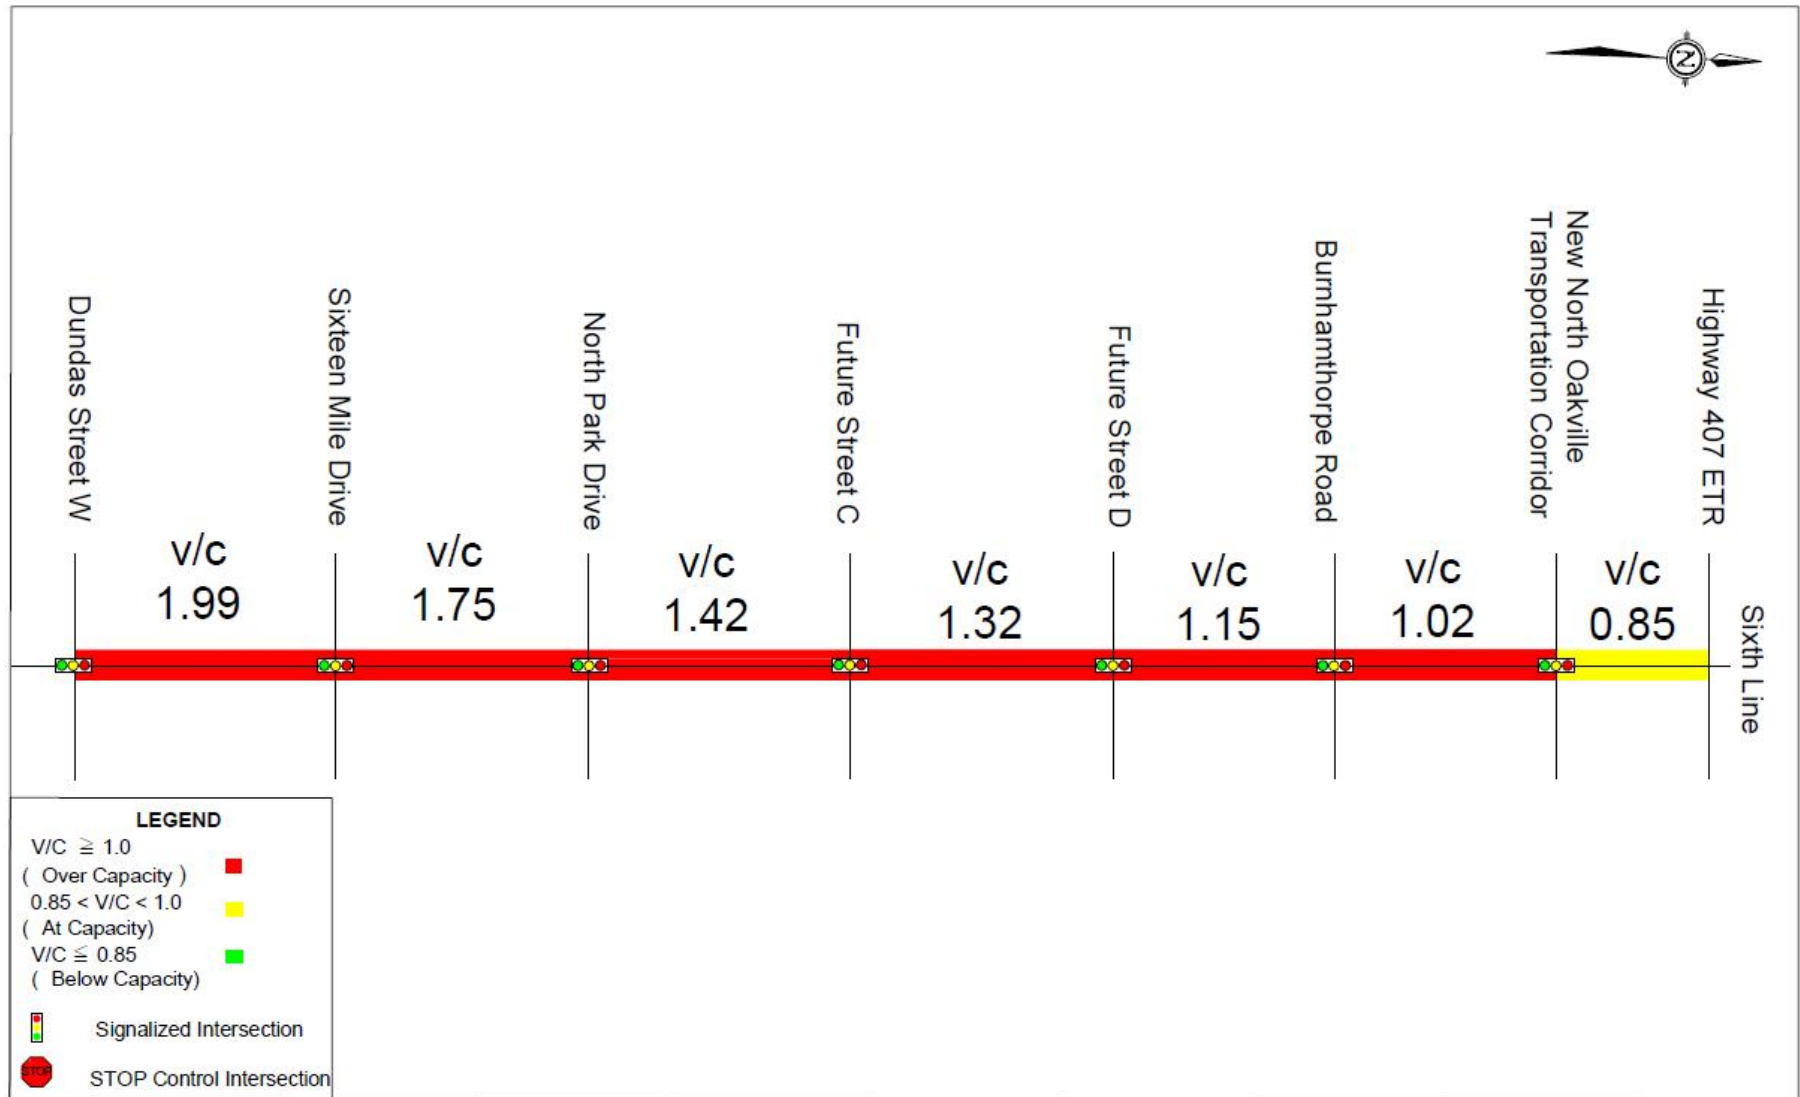 N
Dundas Street W
Sixteen Mile Drive
North Park Drive
Future Street C
Future Street D
Burnhamthorpe Road
New North Oakville
Transportation Corridor
Highway 407 ETR
v/c
1.99
v/c
1.75
v/c
1.42
v/c
1.32
v/c
1.15
v/c
1.02
v/c
0.85
Sixth Line
LEGEND
V/C ≧ 1.0
( Over Capacity )
0.85 < V/C < 1.0
( At Capacity)
V/C ≦ 0.85
( Below Capacity)
Signalized Intersection
STOP
STOP Control Intersection